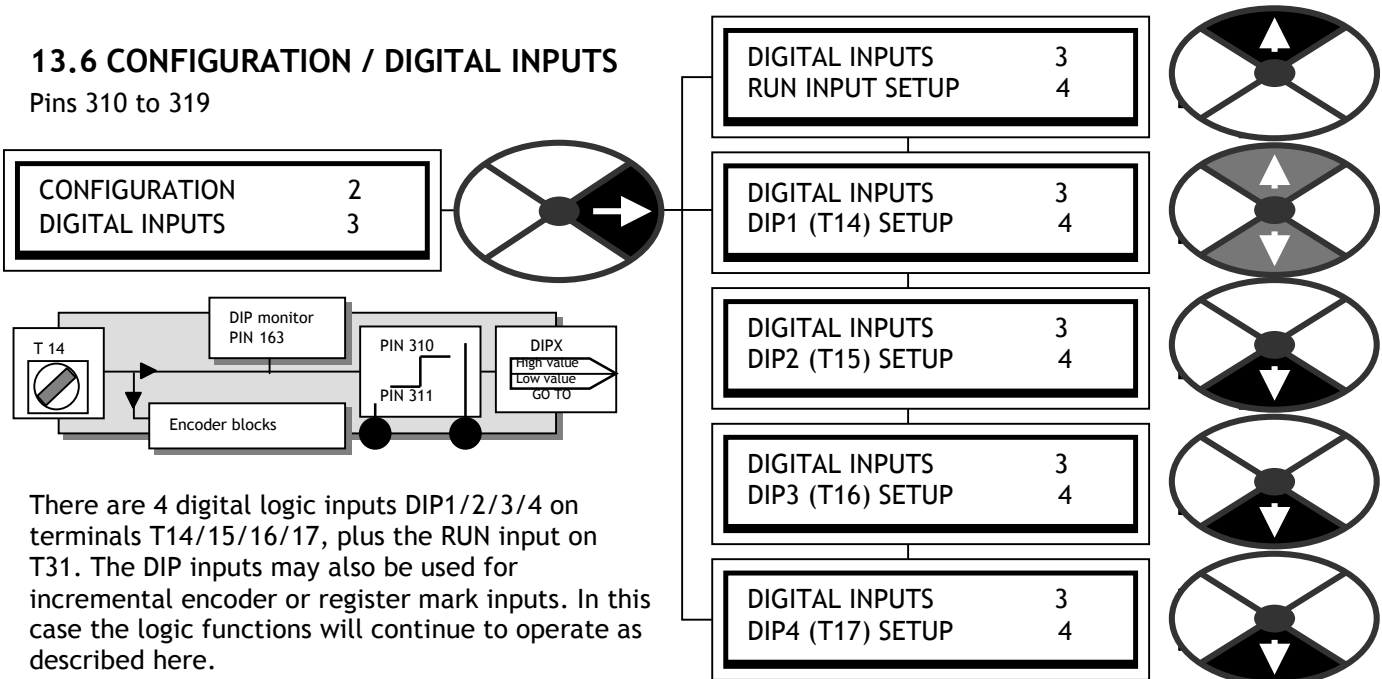 13.6 CONFIGURATION / DIGITAL INPUTS
Pins 310 to 319
CONFIGURATION 2
DIGITAL INPUTS 3
DIP monitor
PIN 163
T 14
PIN 310
PIN 311
DIPX
High value
Low value
GO TO
Encoder blocks
There are 4 digital logic inputs DIP1/2/3/4 on
terminals T14/15/16/17, plus the RUN input on
T31. The DIP inputs may also be used for
incremental encoder or register mark inputs. In this
case the logic functions will continue to operate as
described here.
DIGITAL INPUTS 3
RUN INPUT SETUP 4
DIGITAL INPUTS 3
DIP1 (T14) SETUP 4
DIGITAL INPUTS 3
DIP2 (T15) SETUP 4
DIGITAL INPUTS 3
DIP3 (T16) SETUP 4
DIGITAL INPUTS 3
DIP4 (T17) SETUP 4